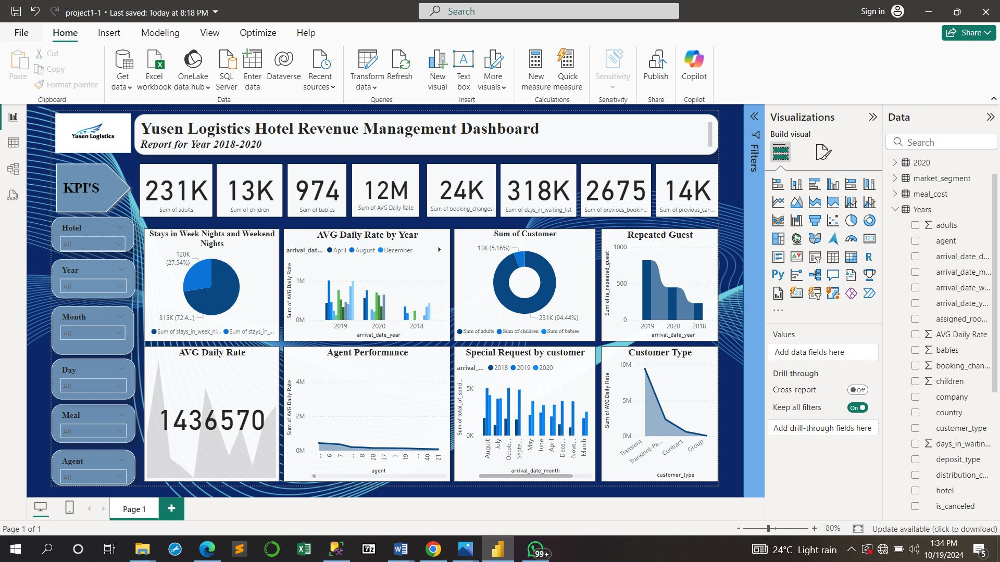 project1-1 • Last saved: Today at 8:18 PM
Search
Sign in
File
Home
Insert
Modeling
View
Optimize
Help
Share
Paste
Cut
Copy
Format painter
Get data
Excel workbook
OneLake data hub
SQL Server
Enter data
Dataverse
Recent sources
Transform data
Refresh
New visual
Text box
More visuals
New measure
Quick measure
Sensitivity
Publish
Copilot
Clipboard
Data
Queries
Insert
Calculations
Sensitivity
Share
Copilot
Yusen Logistics
Yusen Logistics Hotel Revenue Management Dashboard
Report for Year 2018-2020
KPI'S
231K
Sum of adults
13K
Sum of children
974
Sum of babies
12M
Sum of AVG Daily Rate
24K
Sum of booking_changes
318K
Sum of days_in_waiting_list
2675
Sum of previous_bookin...
14K
Sum of previous_can...
Hotel
All
Year
All
Month
All
Day
All
Meal
All
Agent
All
Stays in Week Nights and Weekend
Nights
120K
(27.54%)
315K (72.4...)
Sum of stays_in_week_ni...
Sum of stays_in_...
AVG Daily Rate by Year
arrival_dat...
April
August
December
Sum of AVG Daily Rate
1M
0M
2019
2020
2018
arrival_date_year
Sum of Customer
13K (5.16%)
231K (94.44%)
Sum of adults
Sum of children
Sum of babies
Repeated Guest
Sum of is_repeated_guest
1000
500
0
2019
2020
2018
arrival_date_year
AVG Daily Rate
1436570
Agent Performance
Sum of AVG Daily Rate
4M
2M
0M
...
6
7
...
8
28
37
3
19
...
40
21
agent
Special Request by customer
arrival_...
2018
2019
2020
Sum of total_of_speci...
5K
0K
August
July
Octob...
Septe...
May
June
April
Dece...
Nove...
March
arrival_date_month
Customer Type
Sum of AVG Daily Rate
10M
5M
0M
Transient
Transient-Pa...
Contract
Group
customer_type
Filters
Visualizations
Build visual
123
R
Py
123
...
Values
Add data fields here
Drill through
Cross-report
Off
Keep all filters
On
Add drill-through fields here
Data
Search
2020
market_segment
meal_cost
Years
adults
agent
arrival_date_d...
arrival_date_m...
arrival_date_w...
arrival_date_y...
assigned_roo...
AVG Daily Rate
babies
booking_chan...
children
company
country
customer_type
days_in_waitin...
deposit_type
distribution_c...
hotel
is_canceled
DAX
Page 1
Page 1 of 1
80%
Update available (click to download)
7z
99+
24°C Light rain
1:34 PM
10/19/2024
5